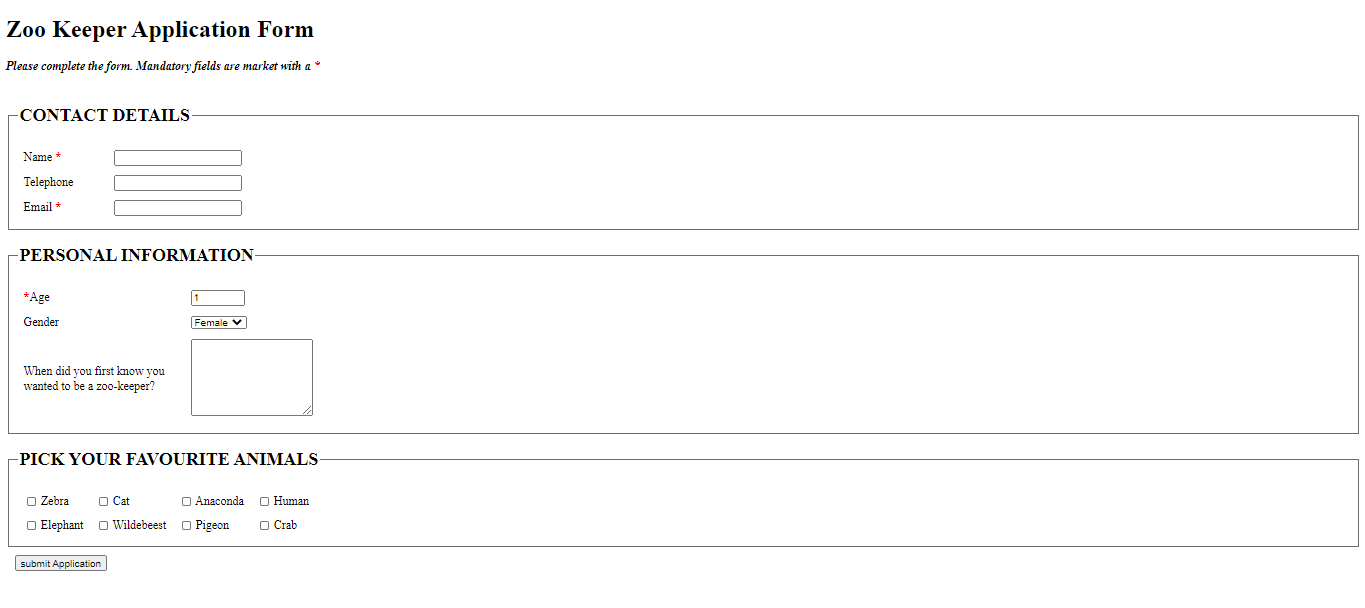 Zoo Keeper Application Form
Please complete the form. Mandatory fields are market with a *
CONTACT DETAILS
Name *
Telephone
Email *
PERSONAL INFORMATION
*Age 1
Gender Female
When did you first know you
wanted to be a zoo-keeper?
PICK YOUR FAVOURITE ANIMALS
Zebra Cat Anaconda Human
Elephant Wildebeest Pigeon Crab
submit Application